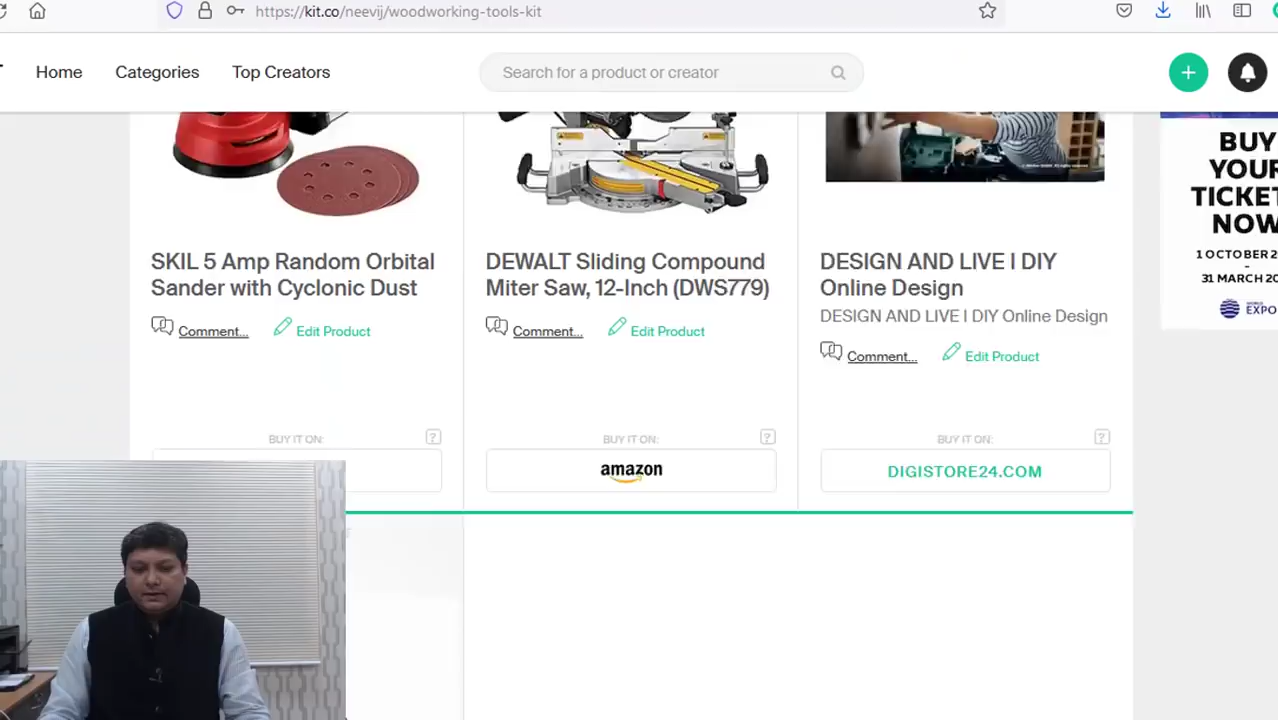 https://kit.co/neevij/woodworking-tools-kit
Home Categories Top Creators Search for a product or creator
BUY
YOUR
TICKETS
NOW
1 OCTOBER 2
31 MARCH 20
WORLD
EXPO
SKIL 5 Amp Random Orbital
Sander with Cyclonic Dust
Comment... Edit Product
BUY IT ON: ?
DEWALT Sliding Compound
Miter Saw, 12-Inch (DWS779)
Comment... Edit Product
BUY IT ON: ?
amazon
DESIGN AND LIVE I DIY
Online Design
DESIGN AND LIVE I DIY Online Design
Comment... Edit Product
BUY IT ON: ?
DIGISTORE24.COM